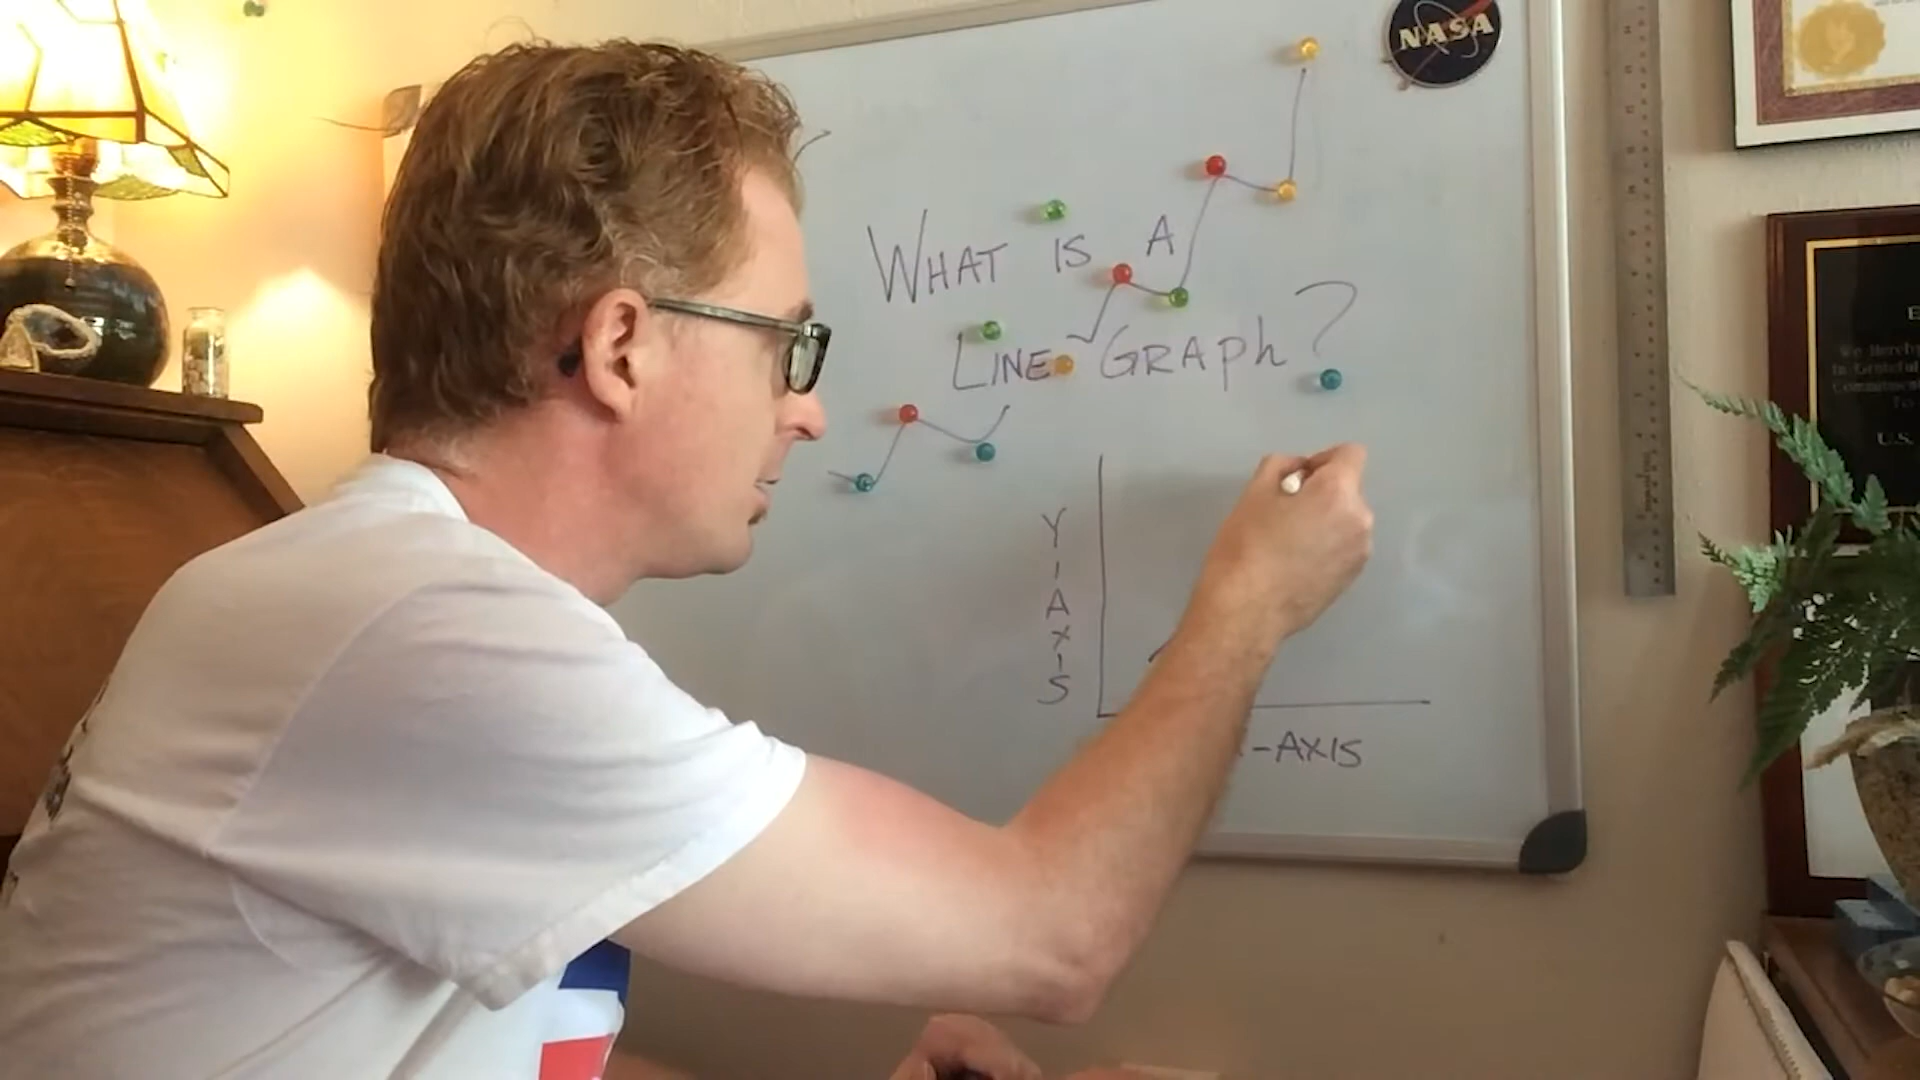 NASA
WHAT IS A
LINE GRAPh?
Y-AXIS
-AXIS
U.S.